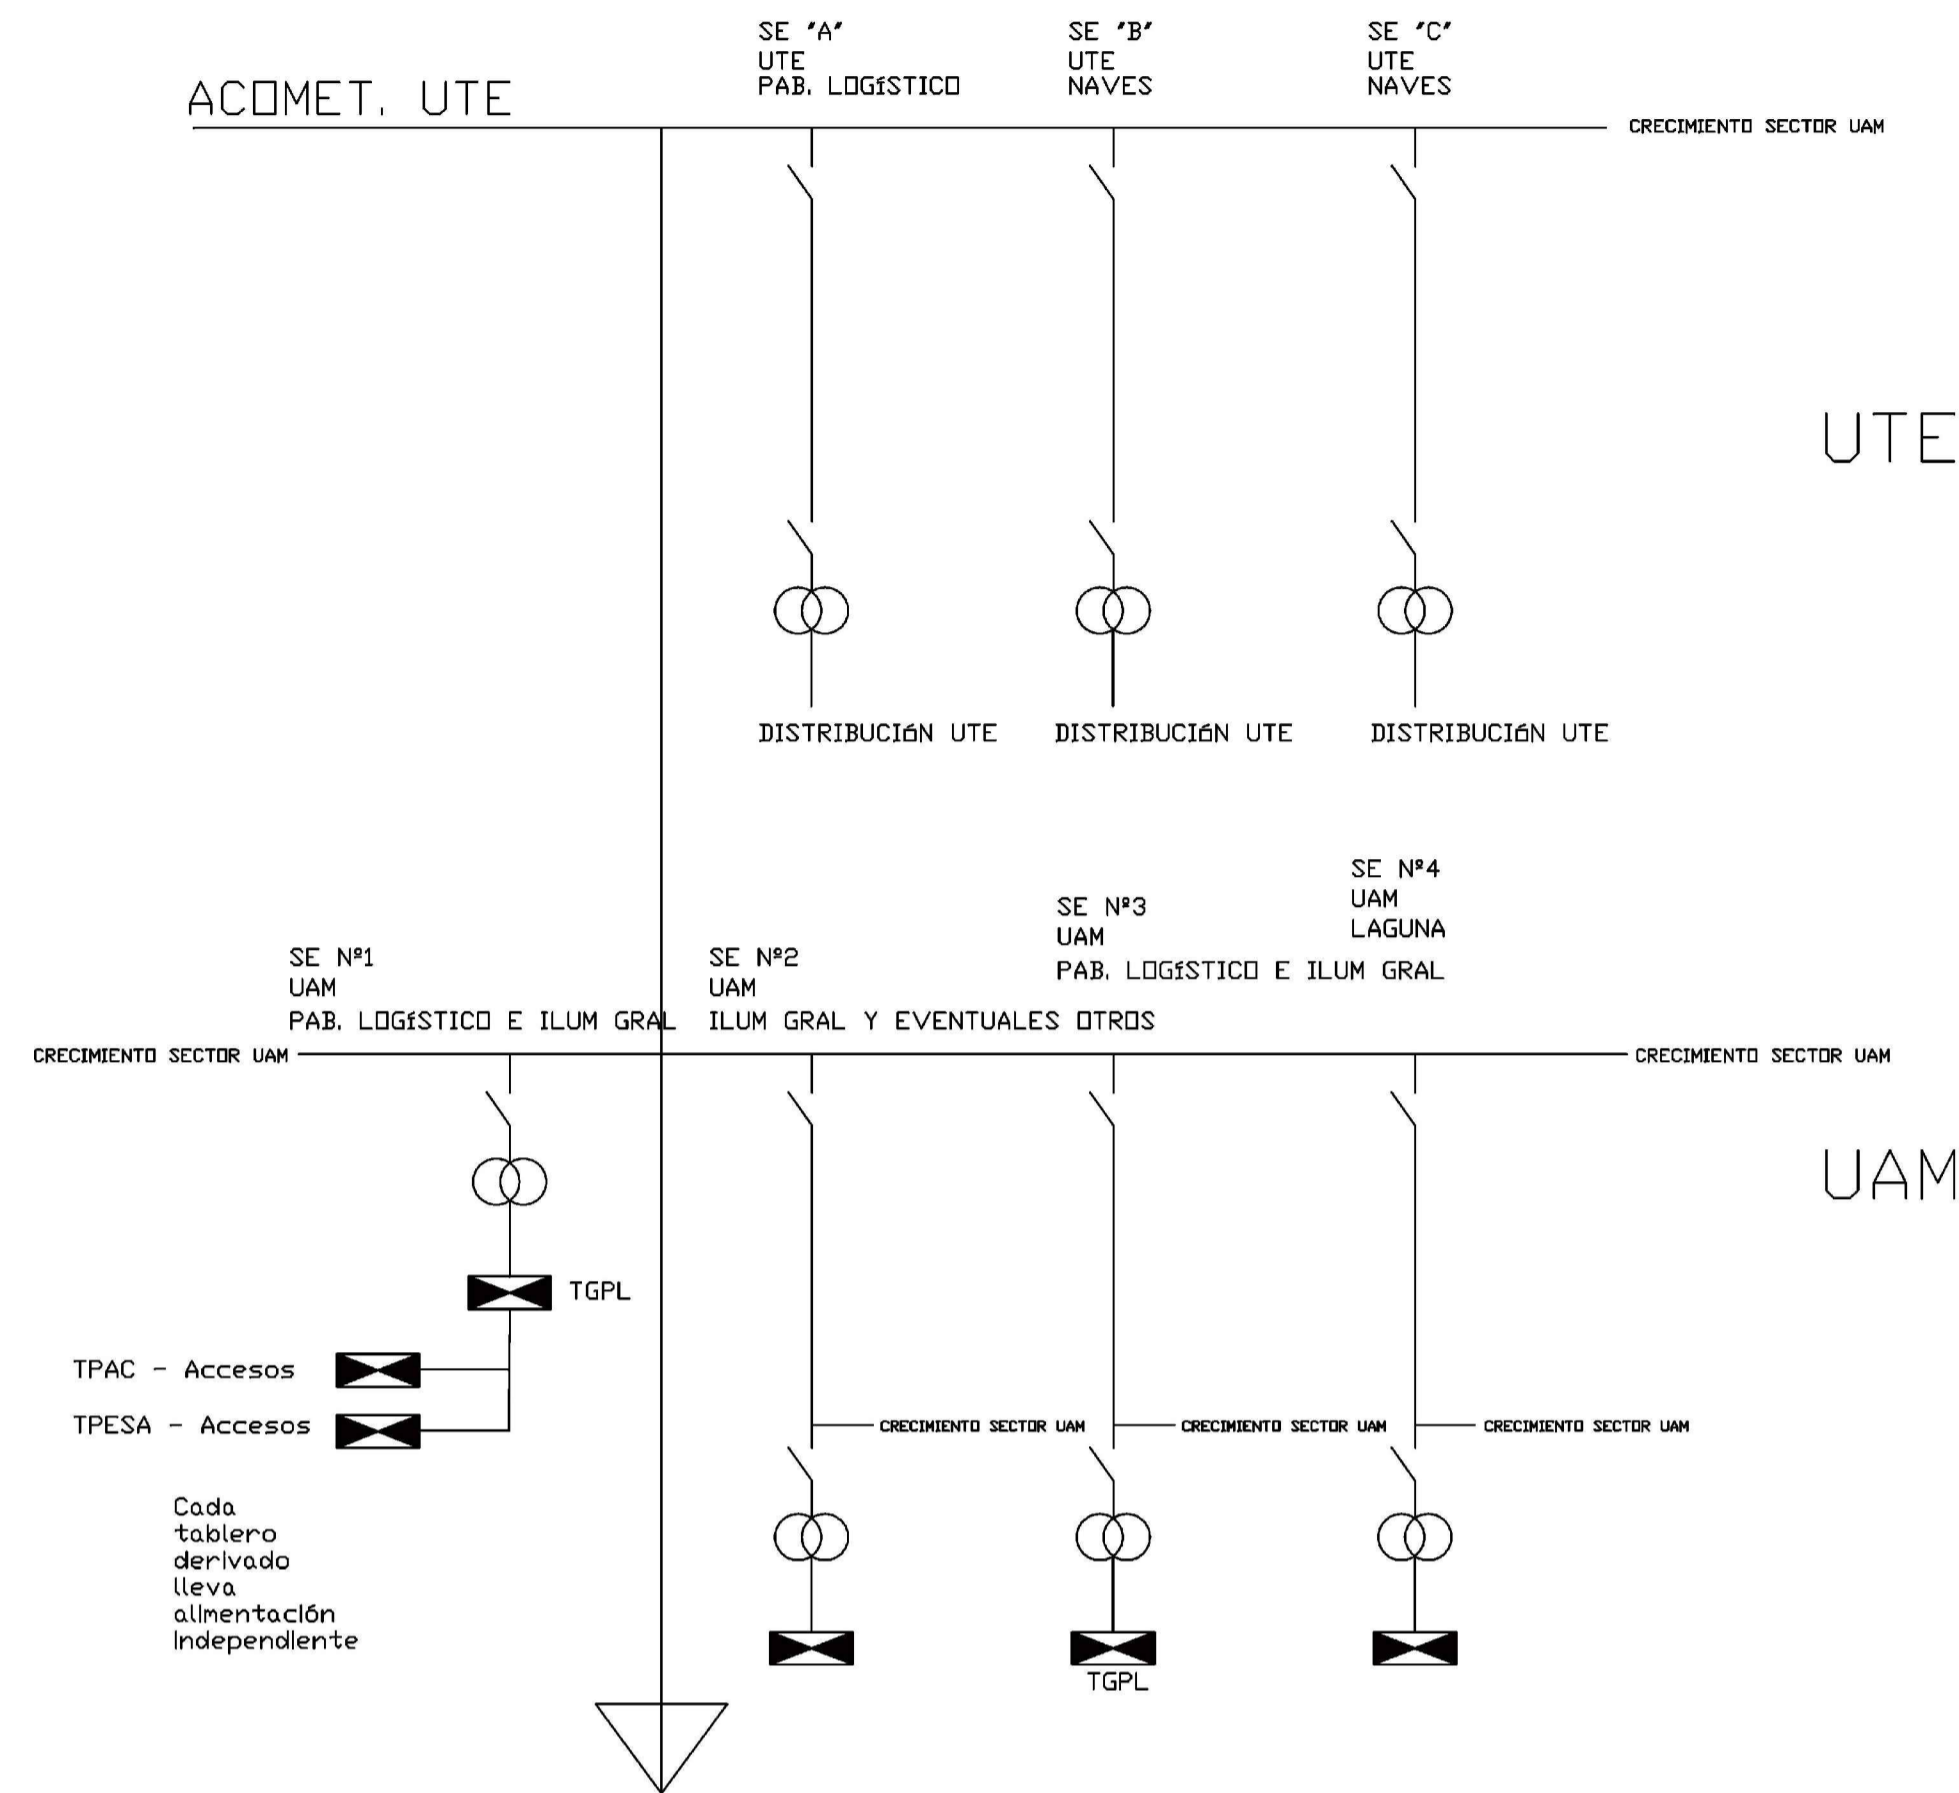 SE "A"
UTE
PAB. LOGíSTICO
SE "B"
UTE
NAVES
SE "C"
UTE
NAVES
ACOMET. UTE
CRECIMIENTO SECTOR UAM
UTE
DISTRIBUCIóN UTE
DISTRIBUCIóN UTE
DISTRIBUCIóN UTE
SE Nº1
UAM
PAB. LOGíSTICO E ILUM GRAL
SE Nº2
UAM
ILUM GRAL Y EVENTUALES OTROS
SE Nº3
UAM
PAB. LOGíSTICO E ILUM GRAL
SE Nº4
UAM
LAGUNA
CRECIMIENTO SECTOR UAM
CRECIMIENTO SECTOR UAM
UAM
TGPL
TPAC - Accesos
TPESA - Accesos
CRECIMIENTO SECTOR UAM
CRECIMIENTO SECTOR UAM
CRECIMIENTO SECTOR UAM
Cada
tablero
derivado
lleva
alimentación
independiente
TGPL